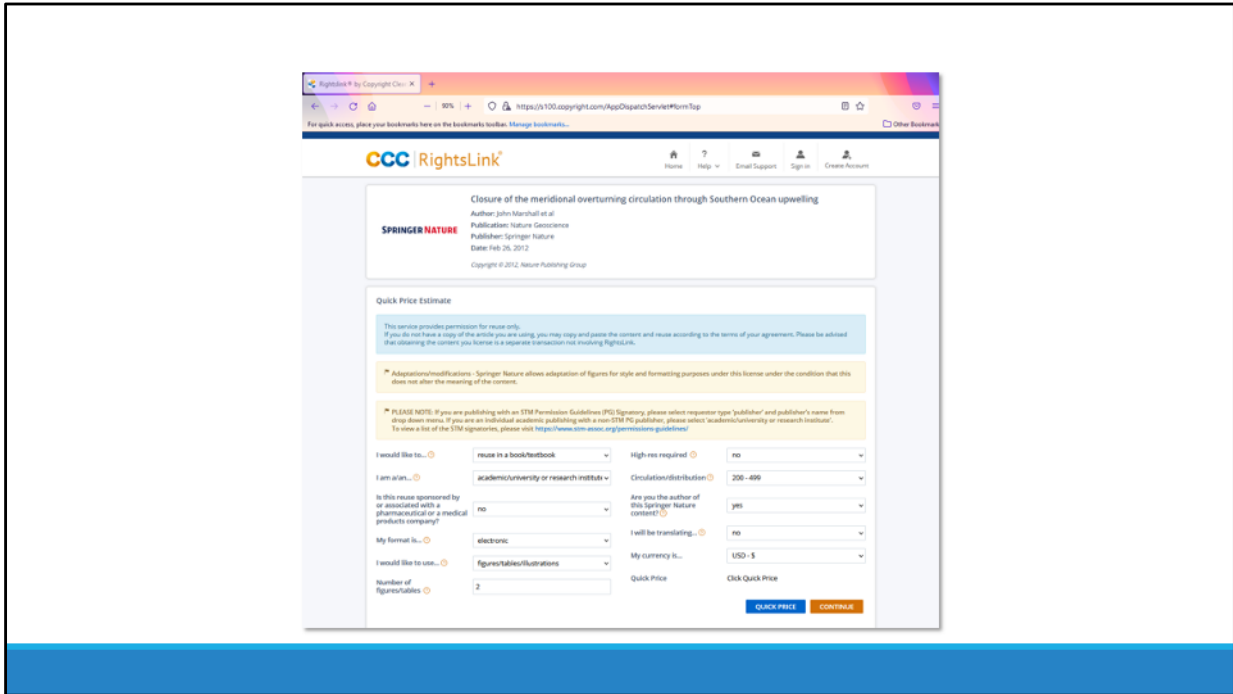 RightsLink® by Copyright Clear
90%
https://s100.copyright.com/AppDispatchServlet#formTop
For quick access, place your bookmarks here on the bookmarks toolbar. Manage bookmarks...
Other Bookmark
CCC RightsLink®
Home
Help
Email Support
Sign in
Create Account
SPRINGER NATURE
Closure of the meridional overturning circulation through Southern Ocean upwelling
Author: John Marshall et al
Publication: Nature Geoscience
Publisher: Springer Nature
Date: Feb 26, 2012
Copyright © 2012, Nature Publishing Group
Quick Price Estimate
This service provides permission for reuse only.
If you do not have a copy of the article you are using, you may copy and paste the content and reuse according to the terms of your agreement. Please be advised
that obtaining the content you license is a separate transaction not involving RightsLink.
Adaptations/modifications - Springer Nature allows adaptation of figures for style and formatting purposes under this license under the condition that this
does not alter the meaning of the content.
PLEASE NOTE: If you are publishing with an STM Permission Guidelines (PG) Signatory, please select requestor type 'publisher' and publisher's name from
drop down menu. If you are an individual academic publishing with a non-STM PG publisher, please select 'academic/university or research institute'.
To view a list of the STM signatories, please visit https://www.stm-assoc.org/permissions-guidelines/
I would like to... ? reuse in a book/textbook
I am a/an... ? academic/university or research institute
Is this reuse sponsored by
or associated with a
pharmaceutical or a medical
products company?
no
My format is... ? electronic
I would like to use... ? figures/tables/illustrations
Number of
figures/tables ?
2
High-res required ? no
Circulation/distribution ? 200 - 499
Are you the author of
this Springer Nature
content? ?
yes
I will be translating... ? no
My currency is... USD - $
Quick Price Click Quick Price
QUICK PRICE
CONTINUE